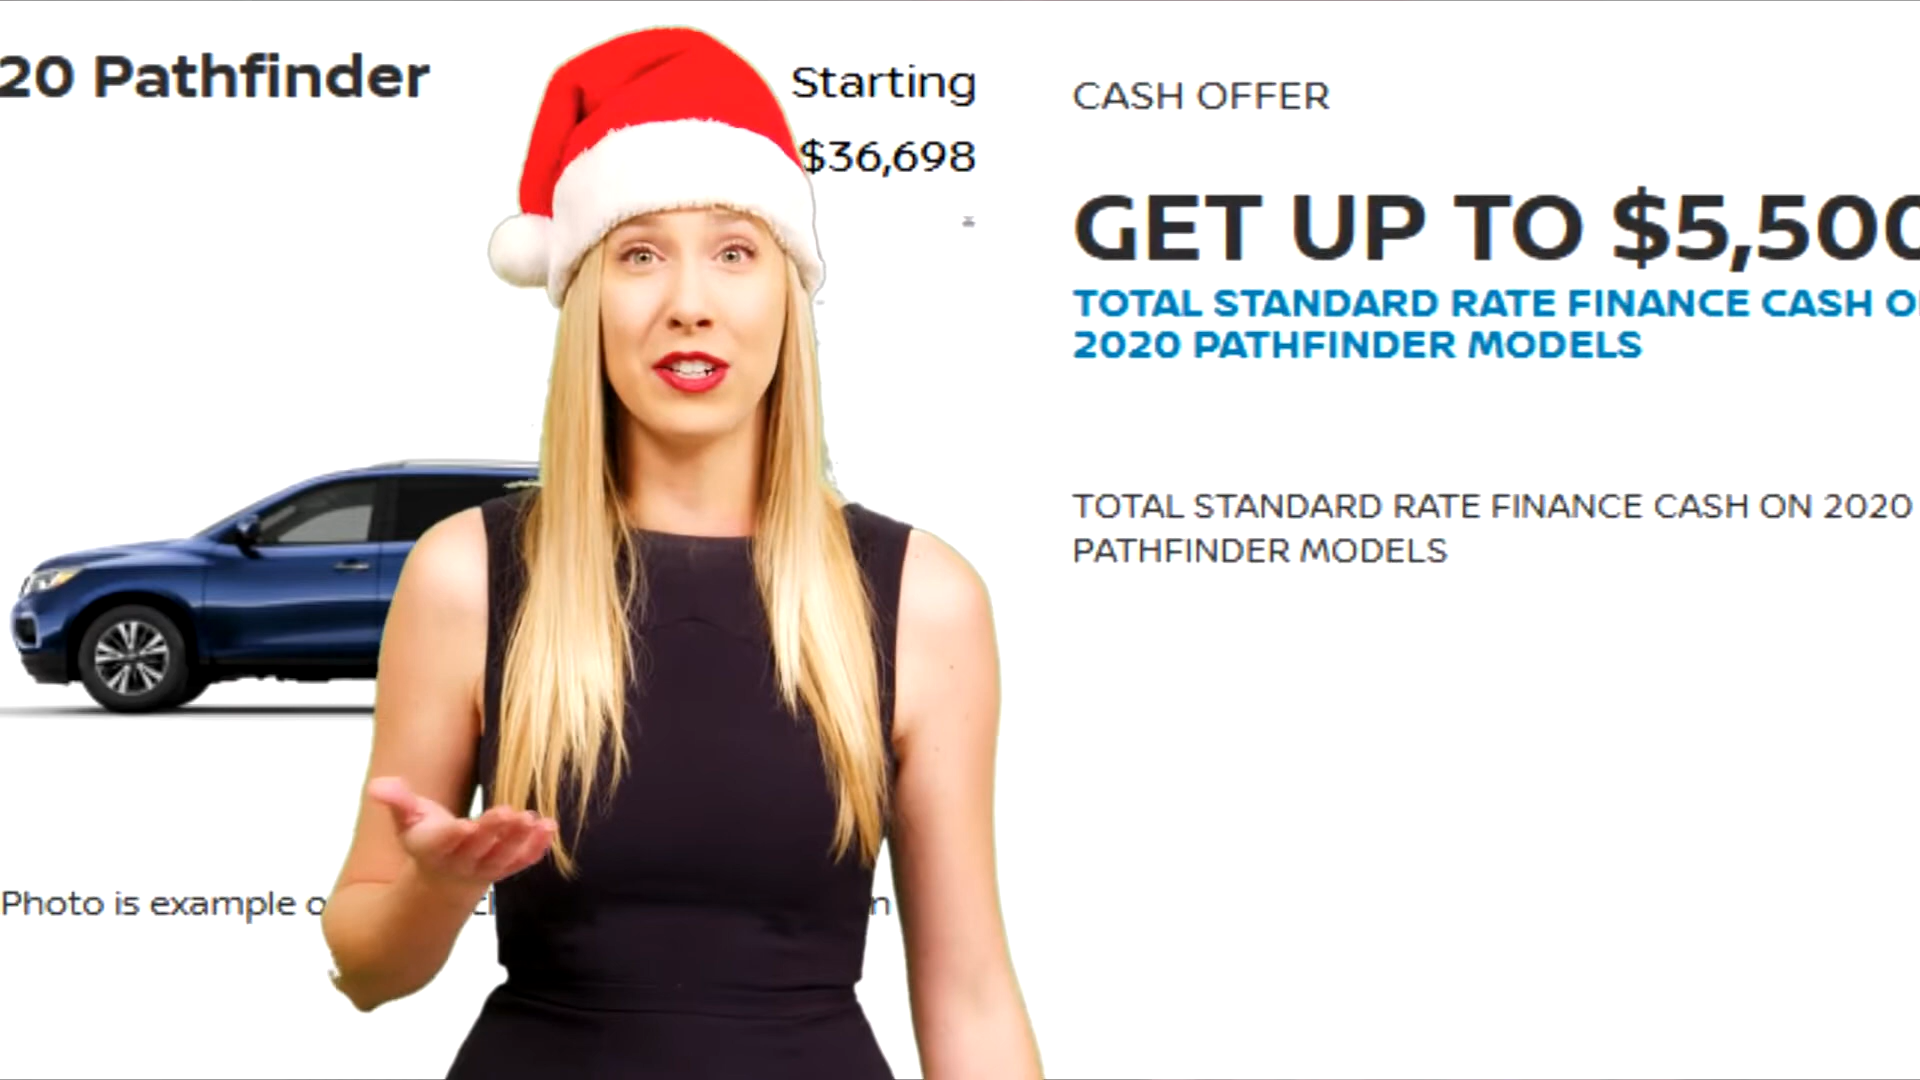 20 Pathfinder
Starting
$36,698
Photo is example o
CASH OFFER
GET UP TO $5,500
TOTAL STANDARD RATE FINANCE CASH
2020 PATHFINDER MODELS
TOTAL STANDARD RATE FINANCE CASH ON 2020
PATHFINDER MODELS